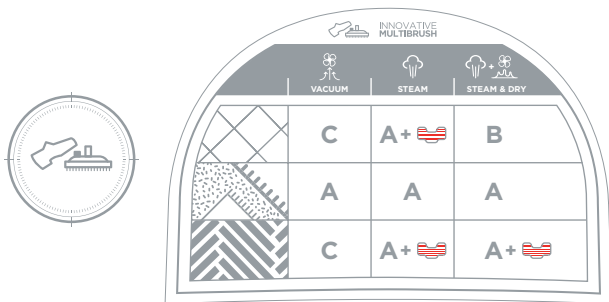 INNOVATIVE
MULTIBRUSH
VACUUM STEAM STEAM & DRY
C A+ B
A A A
C A+ A+